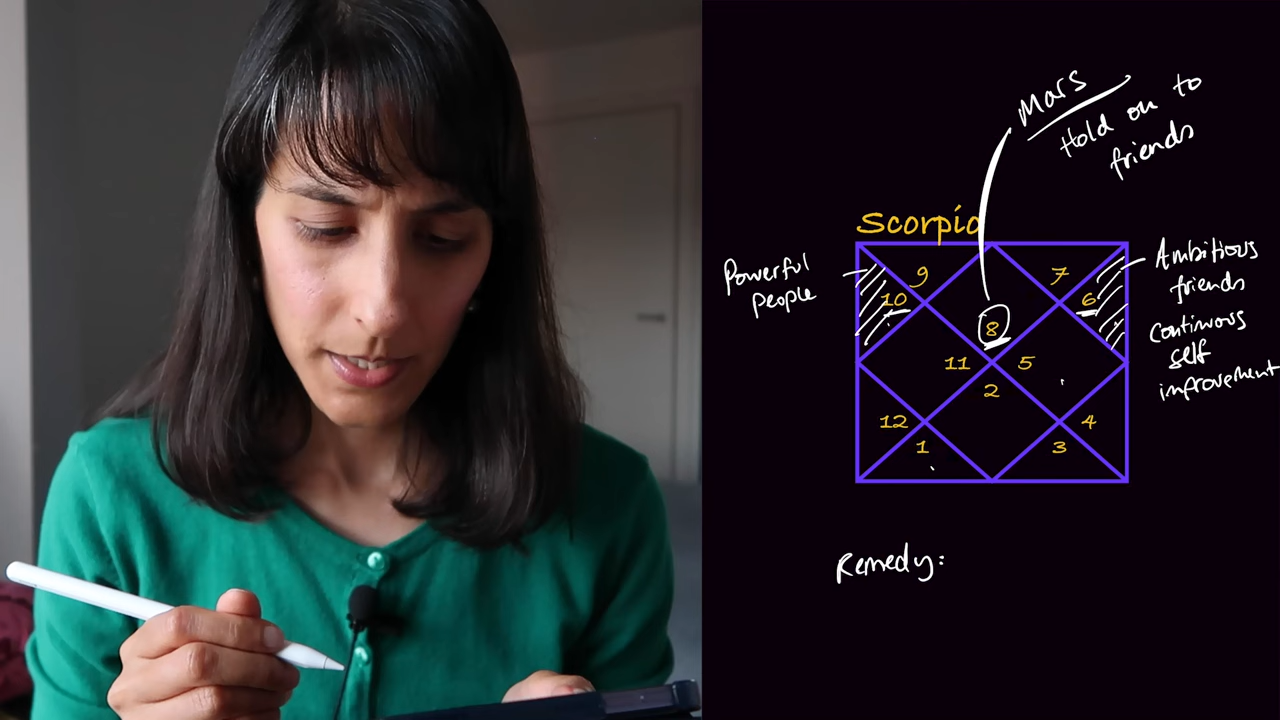 Mars
Hold on to
friends
Scorpio
Powerful
people
Ambitious
friends
continuous
self
improvement
9
7
10
6
8
11
5
2
12
4
1
3
Remedy: